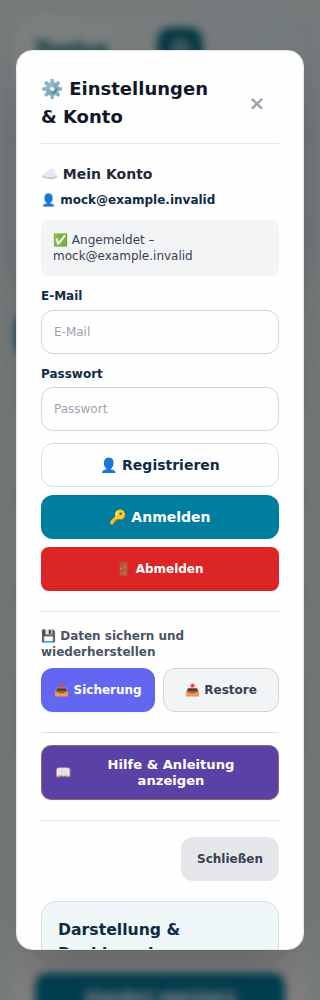 ⚙️ Einstellungen
& Konto
×
☁️ Mein Konto
👤 mock@example.invalid
✅ Angemeldet –
mock@example.invalid
E-Mail
E-Mail
Passwort
Passwort
👤 Registrieren
🔑 Anmelden
🚪 Abmelden
💾 Daten sichern und
wiederherstellen
📥 Sicherung
📤 Restore
📖 Hilfe & Anleitung
anzeigen
Schließen
Darstellung &